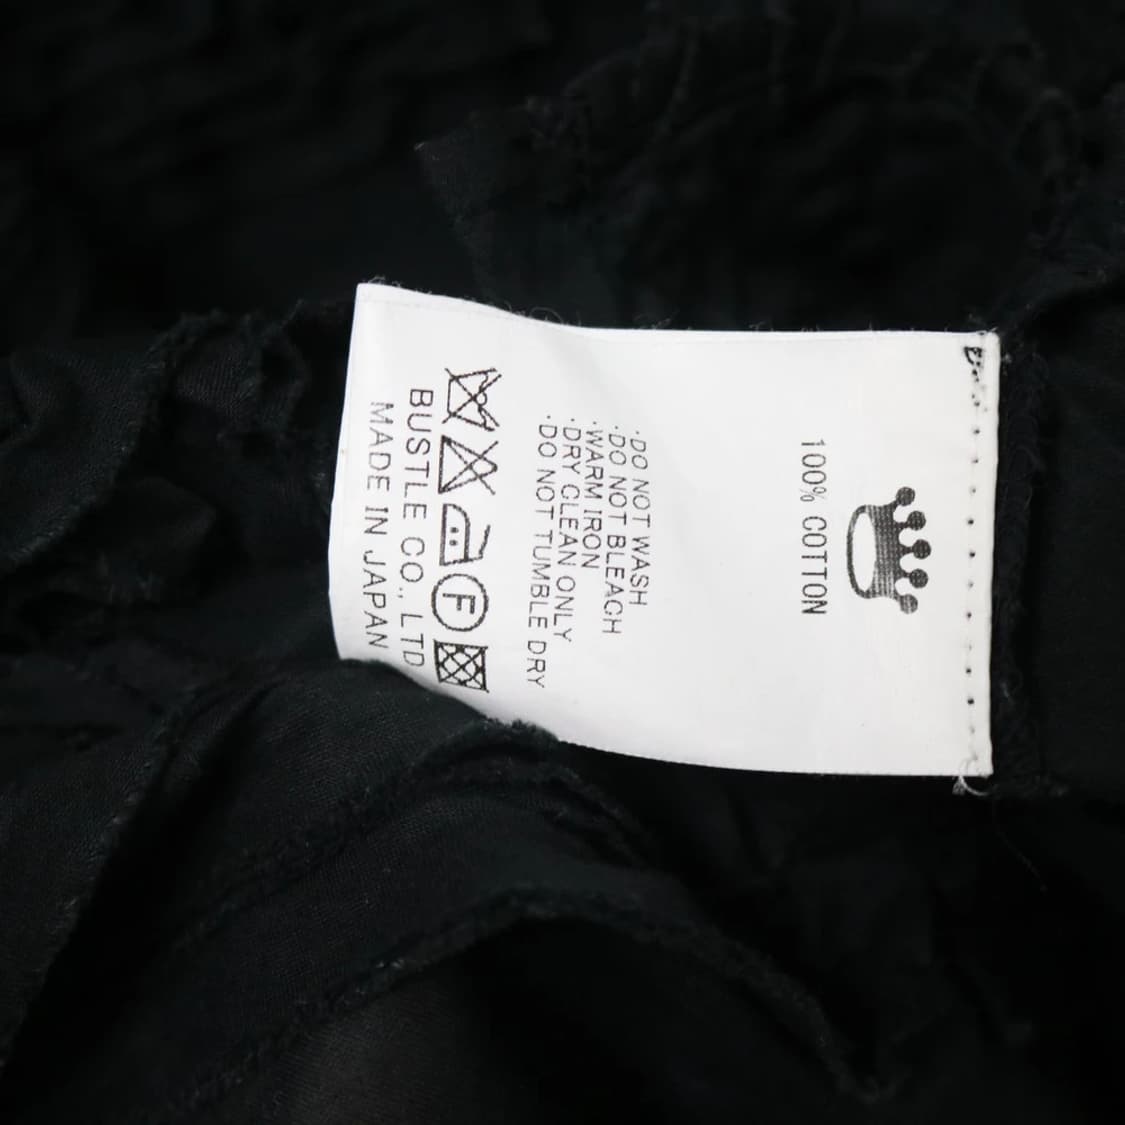 100% COTTON
·DO NOT WASH
·DO NOT BLEACH
·WARM IRON
·DRY CLEAN ONLY
·DO NOT TUMBLE DRY
F
BUSTLE CO., LTD
MADE IN JAPAN